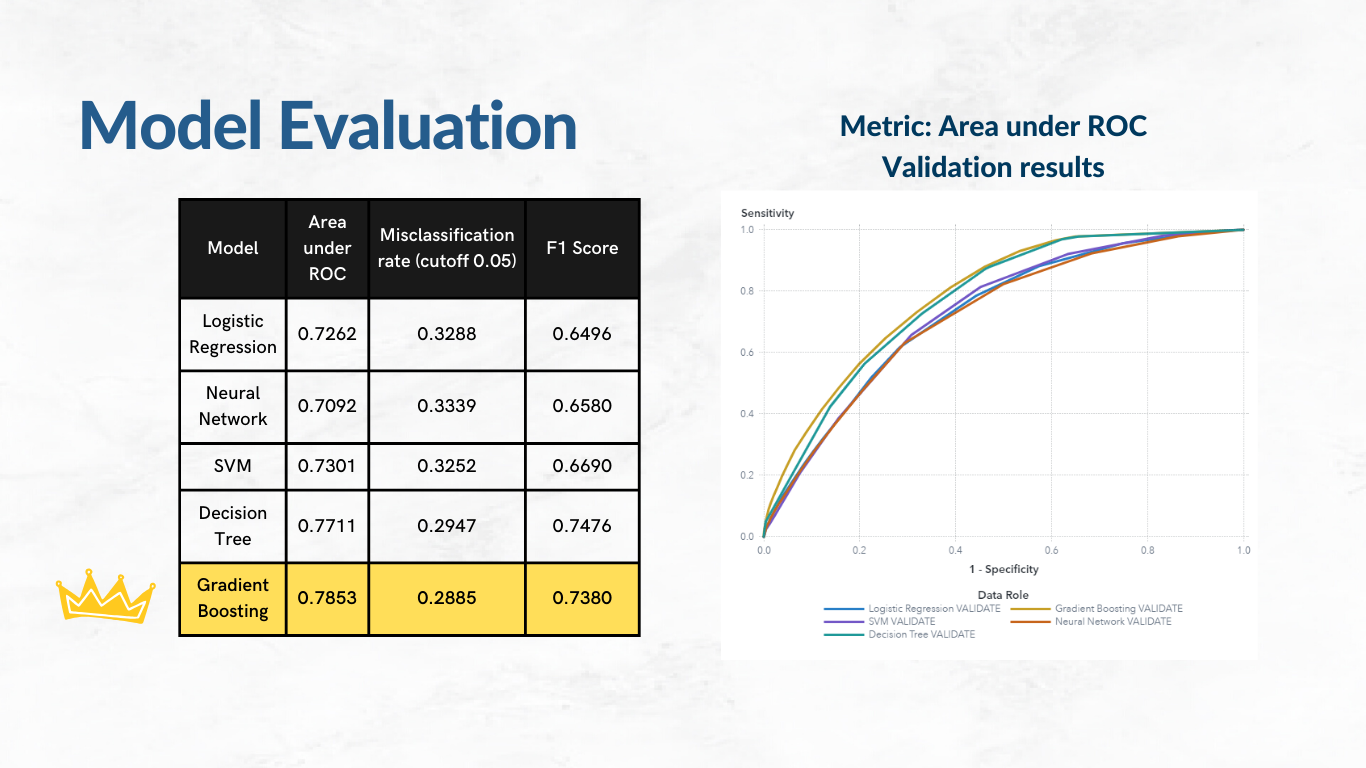 Model Evaluation
Model
Area
under
ROC
Misclassification
rate (cutoff 0.05)
F1 Score
Logistic
Regression
0.7262
0.3288
0.6496
Neural
Network
0.7092
0.3339
0.6580
SVM
0.7301
0.3252
0.6690
Decision
Tree
0.7711
0.2947
0.7476
Gradient
Boosting
0.7853
0.2885
0.7380
Metric: Area under ROC
Validation results
Sensitivity
1.0
0.8
0.6
0.4
0.2
0.0
0.0 0.2 0.4 0.6 0.8 1.0
1 - Specificity
Data Role
Logistic Regression VALIDATE Gradient Boosting VALIDATE
SVM VALIDATE Neural Network VALIDATE
Decision Tree VALIDATE